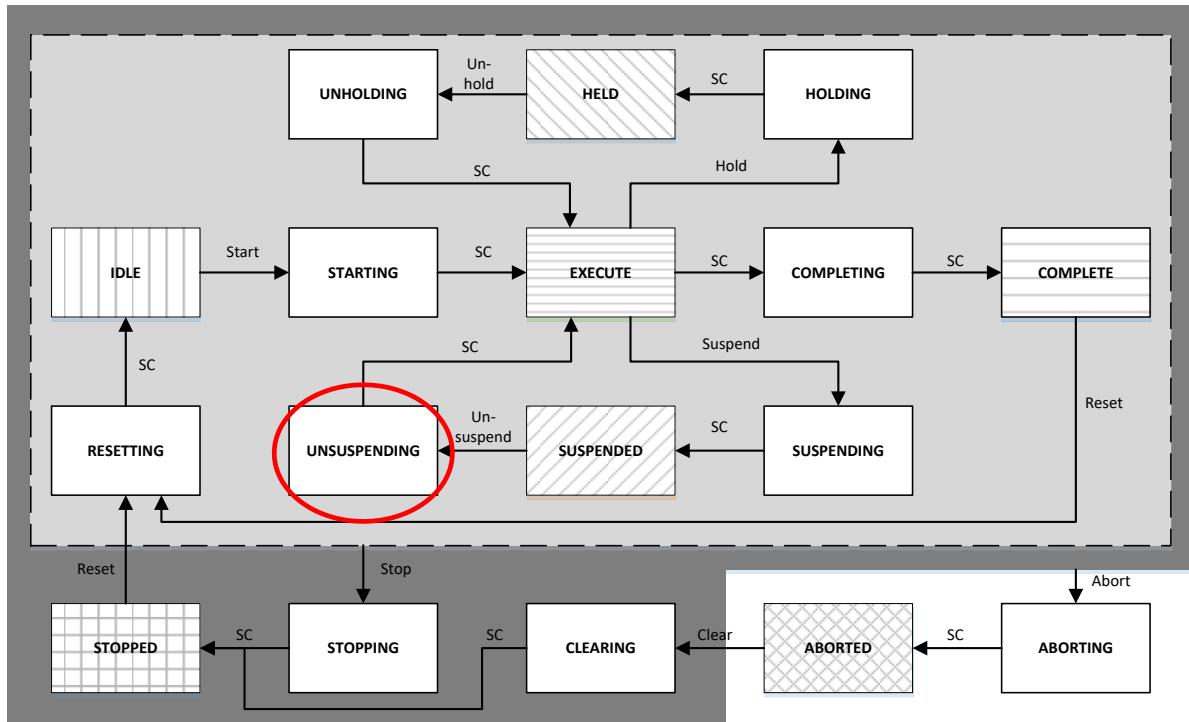 Un-
hold
SC
UNHOLDING
HELD
HOLDING
SC
Hold
Start
SC
SC
SC
IDLE
STARTING
EXECUTE
COMPLETING
COMPLETE
SC
SC
Suspend
Reset
Un-
suspend
SC
RESETTING
UNSUSPENDING
SUSPENDED
SUSPENDING
Reset
Stop
Abort
SC
SC
Clear
SC
STOPPED
STOPPING
CLEARING
ABORTED
ABORTING